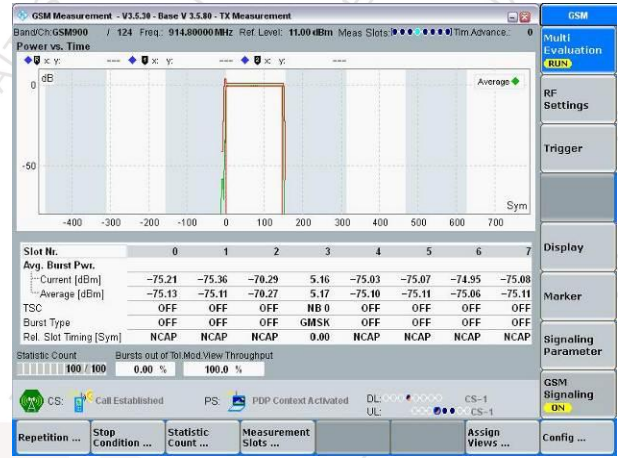 GSM Measurement - V3.5.30 - Base V 3.5.80 - TX Measurement
GSM
Band/Ch: GSM900 / 124 Freq.: 914.80000 MHz Ref. Level: 11.00 dBm Meas Slots: Tim.Advance.: 0
Power vs. Time
x: y: --- x: y: --- x: y: ---
dB
Average
0
-50
Sym
-400 -300 -200 -100 0 100 200 300 400 500 600 700
Slot Nr. 0 1 2 3 4 5 6 7
Avg. Burst Pwr.
Current [dBm] -75.21 -75.36 -70.29 5.16 -75.03 -75.07 -74.95 -75.08
Average [dBm] -75.13 -75.11 -70.27 5.17 -75.10 -75.11 -75.06 -75.11
TSC OFF OFF OFF NB 0 OFF OFF OFF OFF
Burst Type OFF OFF OFF GMSK OFF OFF OFF OFF
Rel. Slot Timing [Sym] NCAP NCAP NCAP 0.00 NCAP NCAP NCAP NCAP
Statistic Count Bursts out of Tol. Mod.View Throughput
100 / 100 0.00 % 100.0 %
CS: Call Established PS: PDP Context Activated DL: CS-1
UL: CS-1
Multi Evaluation
RUN
RF Settings
Trigger
Display
Marker
Signaling Parameter
GSM Signaling
ON
Repetition ... Stop Condition ... Statistic Count ... Measurement Slots ... Assign Views ... Config ...